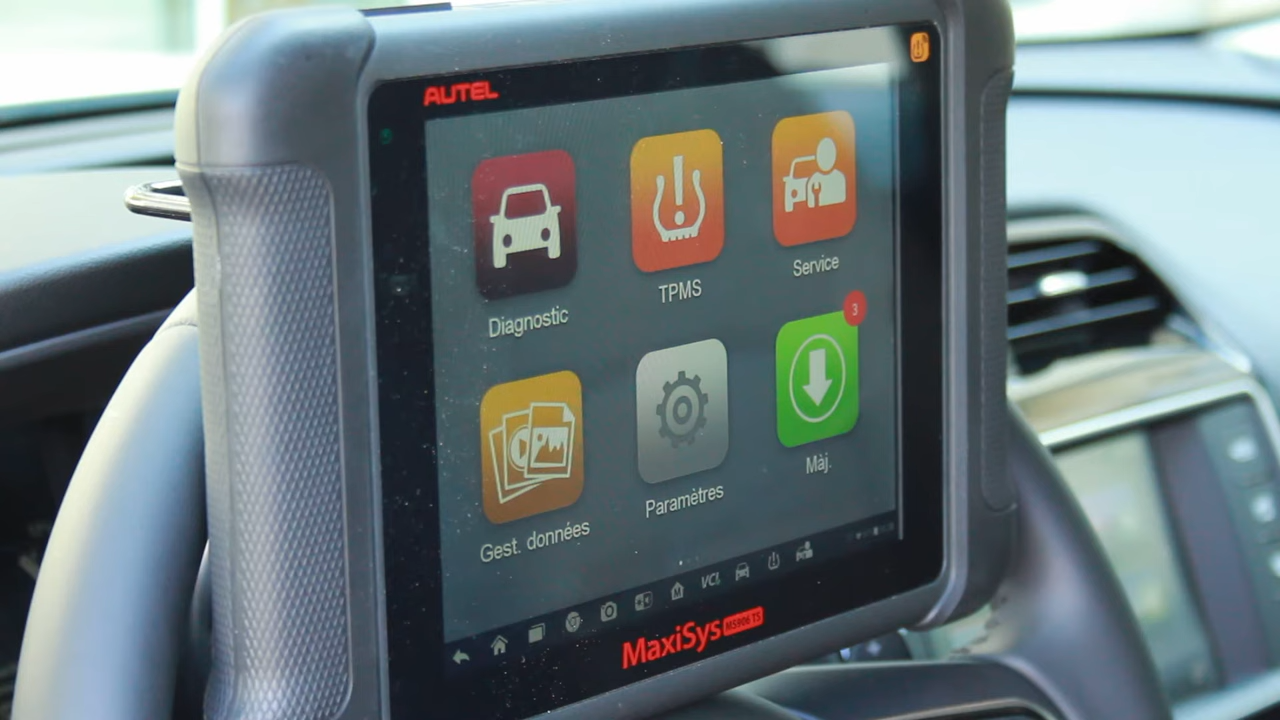 AUTEL
Diagnostic
TPMS
Service
3
Gest. données
Paramètres
Màj.
VCI
MaxiSys MS906 TS